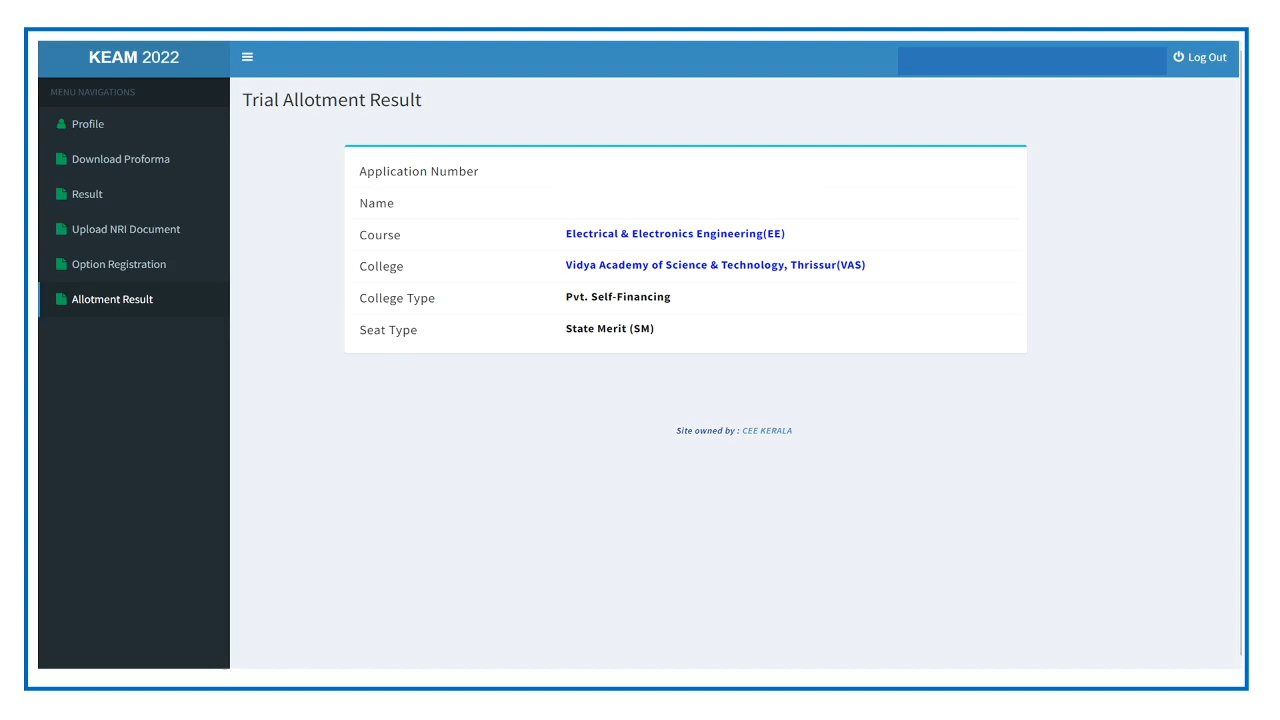 KEAM 2022
Log Out
MENU NAVIGATIONS
Profile
Download Proforma
Result
Upload NRI Document
Option Registration
Allotment Result
Trial Allotment Result
Application Number
Name
Course Electrical & Electronics Engineering(EE)
College Vidya Academy of Science & Technology, Thrissur(VAS)
College Type Pvt. Self-Financing
Seat Type State Merit (SM)
Site owned by : CEE KERALA